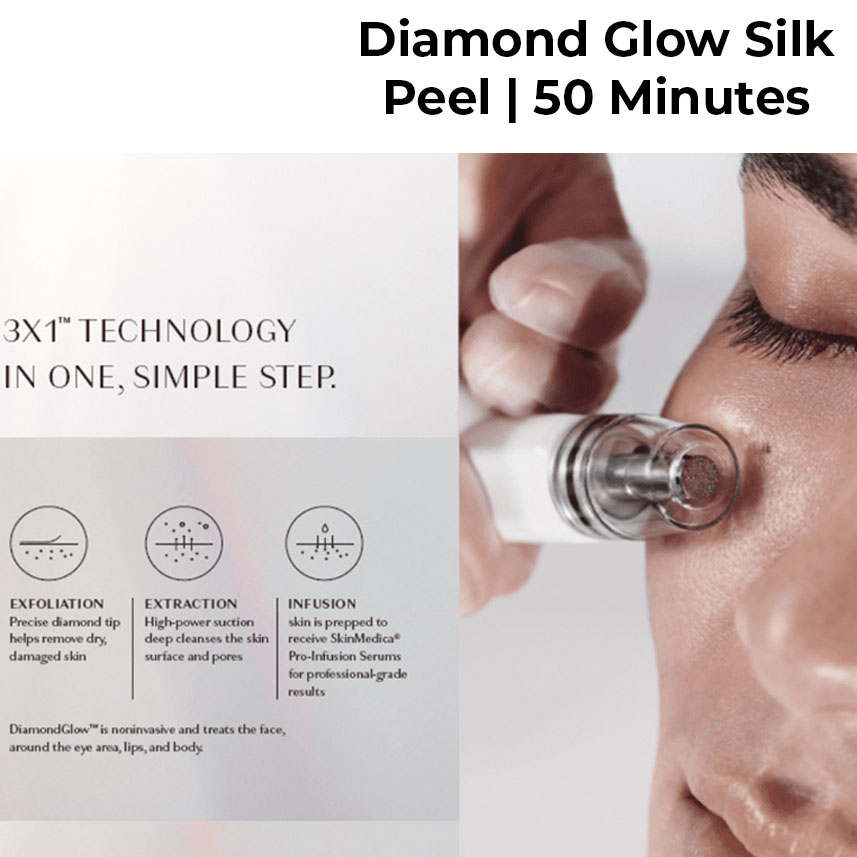 Diamond Glow Silk
Peel | 50 Minutes
3X1™ TECHNOLOGY
IN ONE, SIMPLE STEP.
EXFOLIATION
Precise diamond tip
helps remove dry,
damaged skin
EXTRACTION
High-power suction
deep cleanses the skin
surface and pores
INFUSION
skin is prepped to
receive SkinMedica®
Pro-Infusion Serums
for professional-grade
results
DiamondGlow™ is noninvasive and treats the face,
around the eye area, lips, and body.